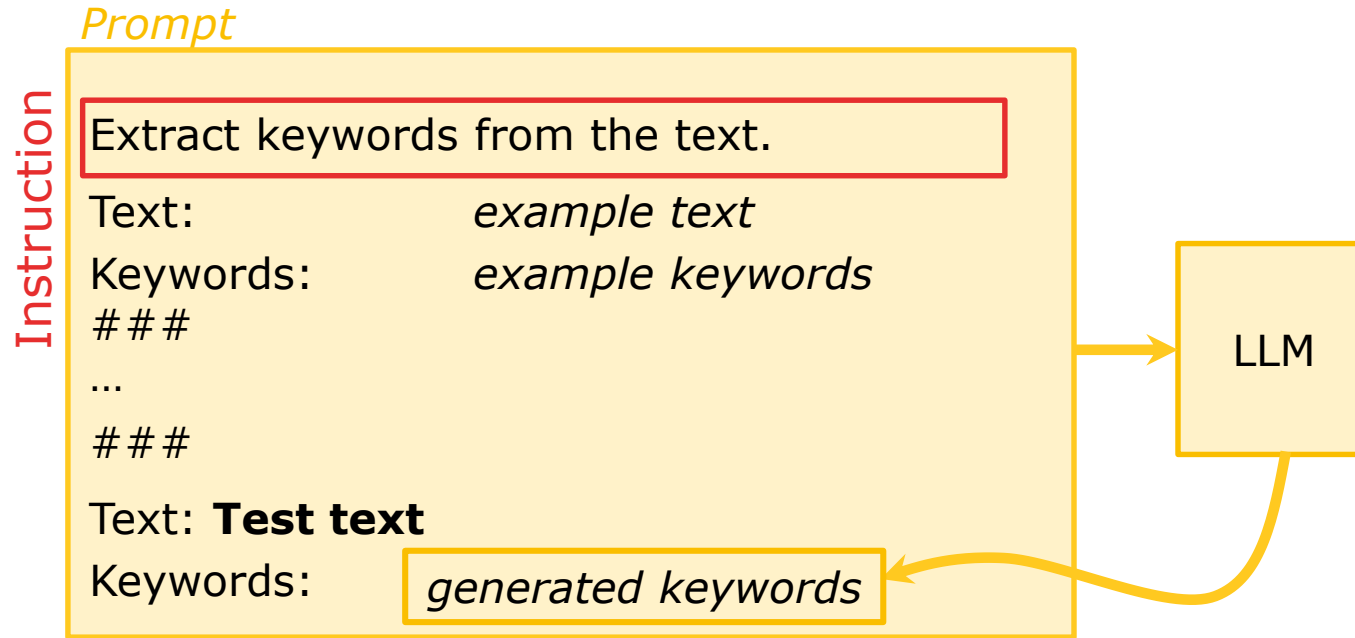 Prompt
Instruction
Extract keywords from the text.
Text: example text
Keywords: example keywords
###
…
###
Text: Test text
Keywords: generated keywords
LLM